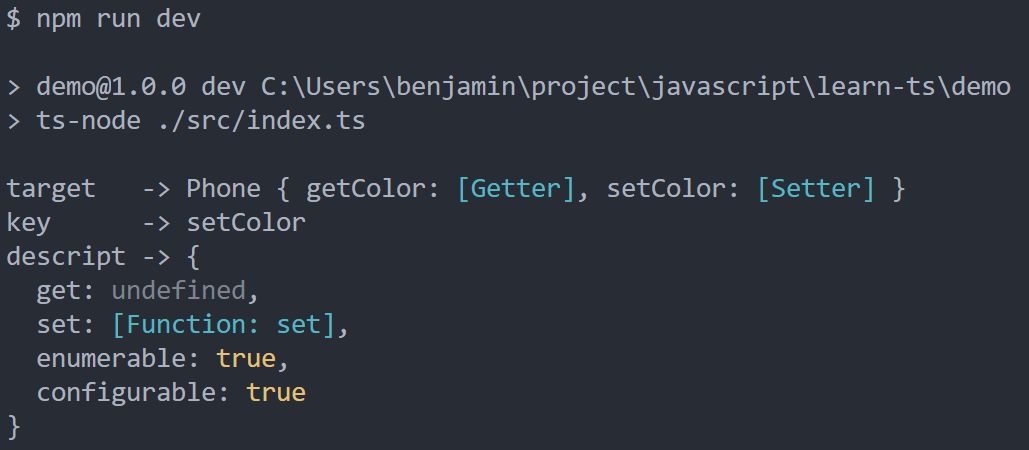 $ npm run dev
> demo@1.0.0 dev C:\Users\benjamin\project\javascript\learn-ts\demo
> ts-node ./src/index.ts
target   -> Phone { getColor: [Getter], setColor: [Setter] }
key      -> setColor
descript -> {
  get: undefined,
  set: [Function: set],
  enumerable: true,
  configurable: true
}